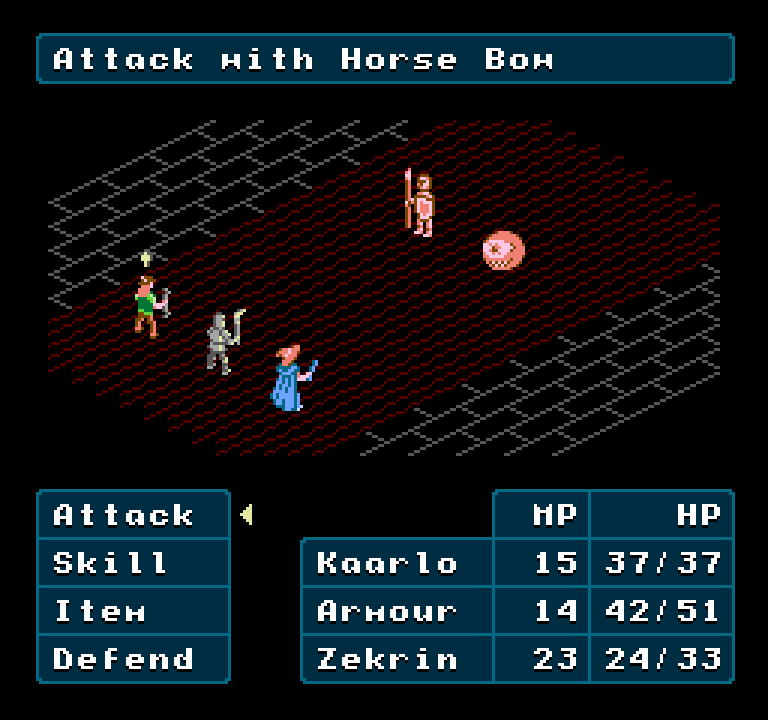 Attack with Horse Bow
Attack
MP HP
Skill
Kaarlo 15 37/37
Item
Armour 14 42/51
Defend
Zekrin 23 24/33